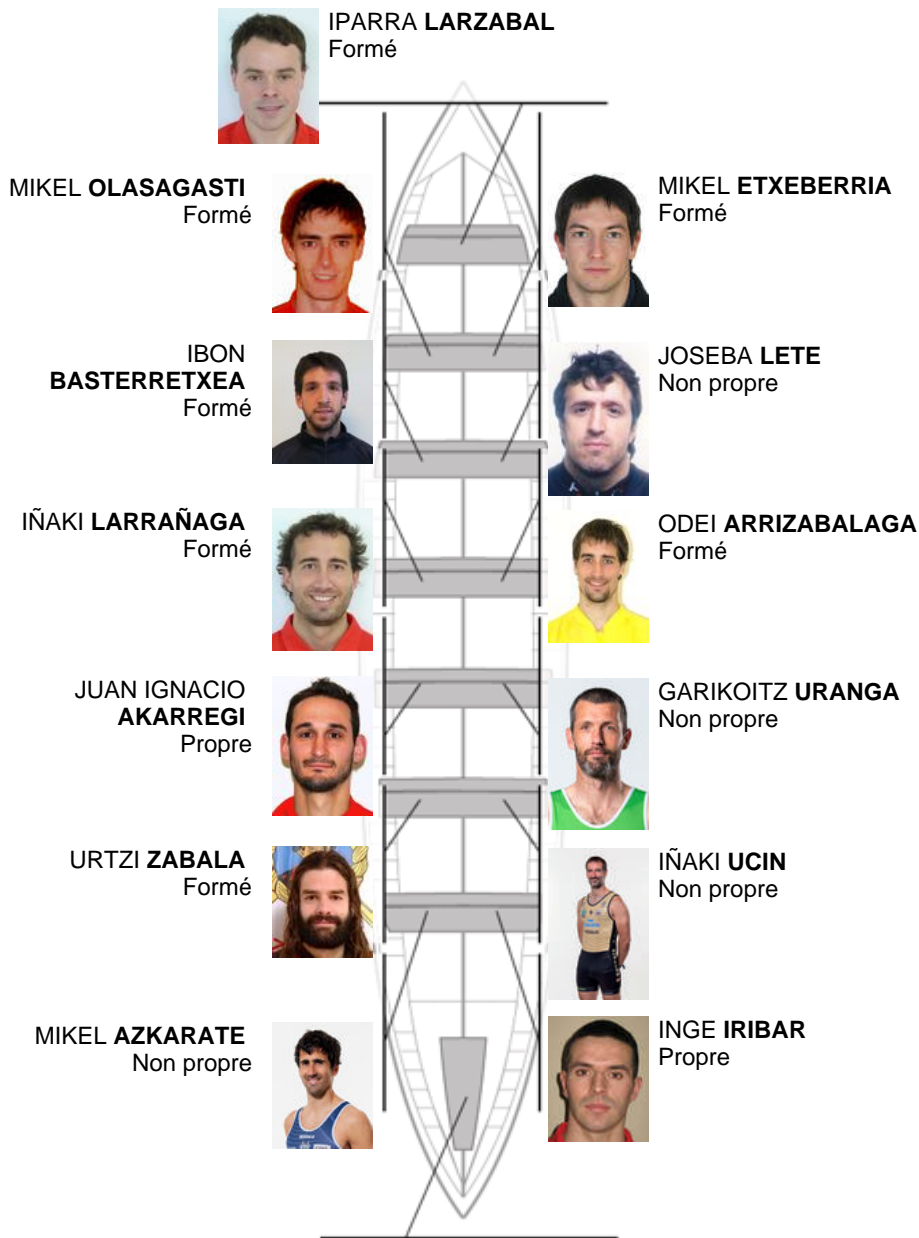 IPARRA LARZABAL
Formé
MIKEL OLASAGASTI
Formé
MIKEL ETXEBERRIA
Formé
IBON
BASTERRETXEA
Formé
JOSEBA LETE
Non propre
IÑAKI LARRAÑAGA
Formé
ODEI ARRIZABALAGA
Formé
JUAN IGNACIO
AKARREGI
Propre
GARIKOITZ URANGA
Non propre
URTZI ZABALA
Formé
IÑAKI UCIN
Non propre
MIKEL AZKARATE
Non propre
INGE IRIBAR
Propre